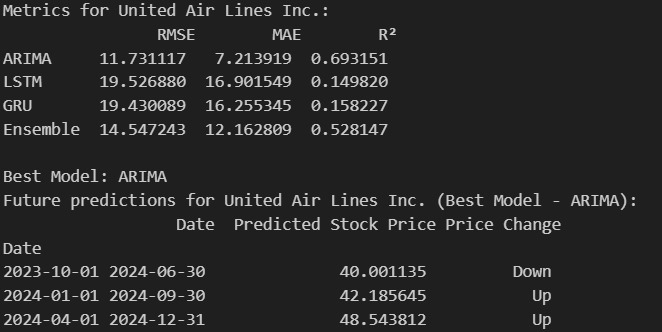 Metrics for United Air Lines Inc.:
RMSE MAE R²
ARIMA 11.731117 7.213919 0.693151
LSTM 19.526880 16.901549 0.149820
GRU 19.430089 16.255345 0.158227
Ensemble 14.547243 12.162809 0.528147
Best Model: ARIMA
Future predictions for United Air Lines Inc. (Best Model - ARIMA):
Date Predicted Stock Price Price Change
Date
2023-10-01 2024-06-30 40.001135 Down
2024-01-01 2024-09-30 42.185645 Up
2024-04-01 2024-12-31 48.543812 Up